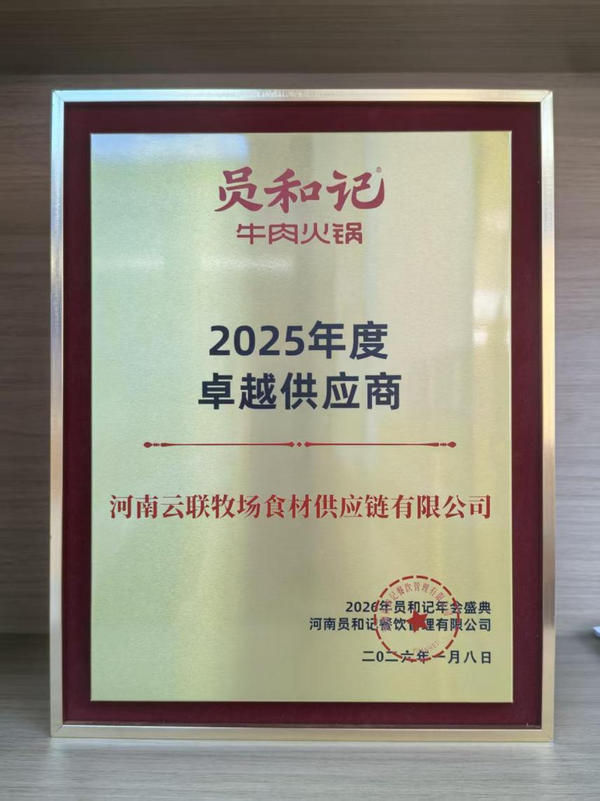 员和记®
牛肉火锅
2025年度
卓越供应商
河南云联牧场食材供应链有限公司
2026年员和记年会盛典
河南员和记餐饮管理有限公司
二0二六年一月八日